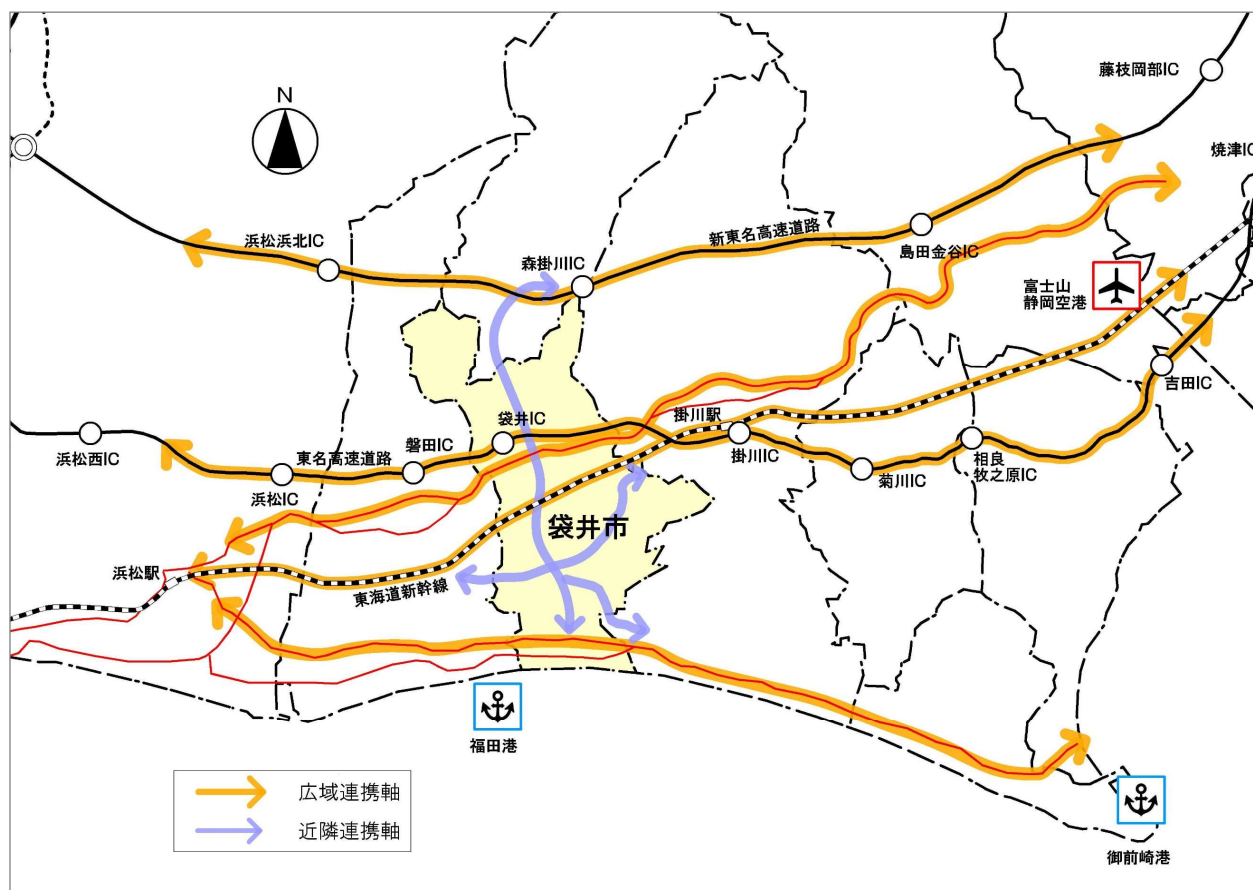 藤枝岡部IC
N
焼津IC
浜松浜北IC
新東名高速道路
島田金谷IC
森掛川IC
富士山
静岡空港
吉田IC
掛川駅
袋井IC
磐田IC
浜松西IC
東名高速道路
浜松IC
掛川IC
相良
牧之原IC
菊川IC
袋井市
浜松駅
東海道新幹線
福田港
広域連携軸
近隣連携軸
御前崎港